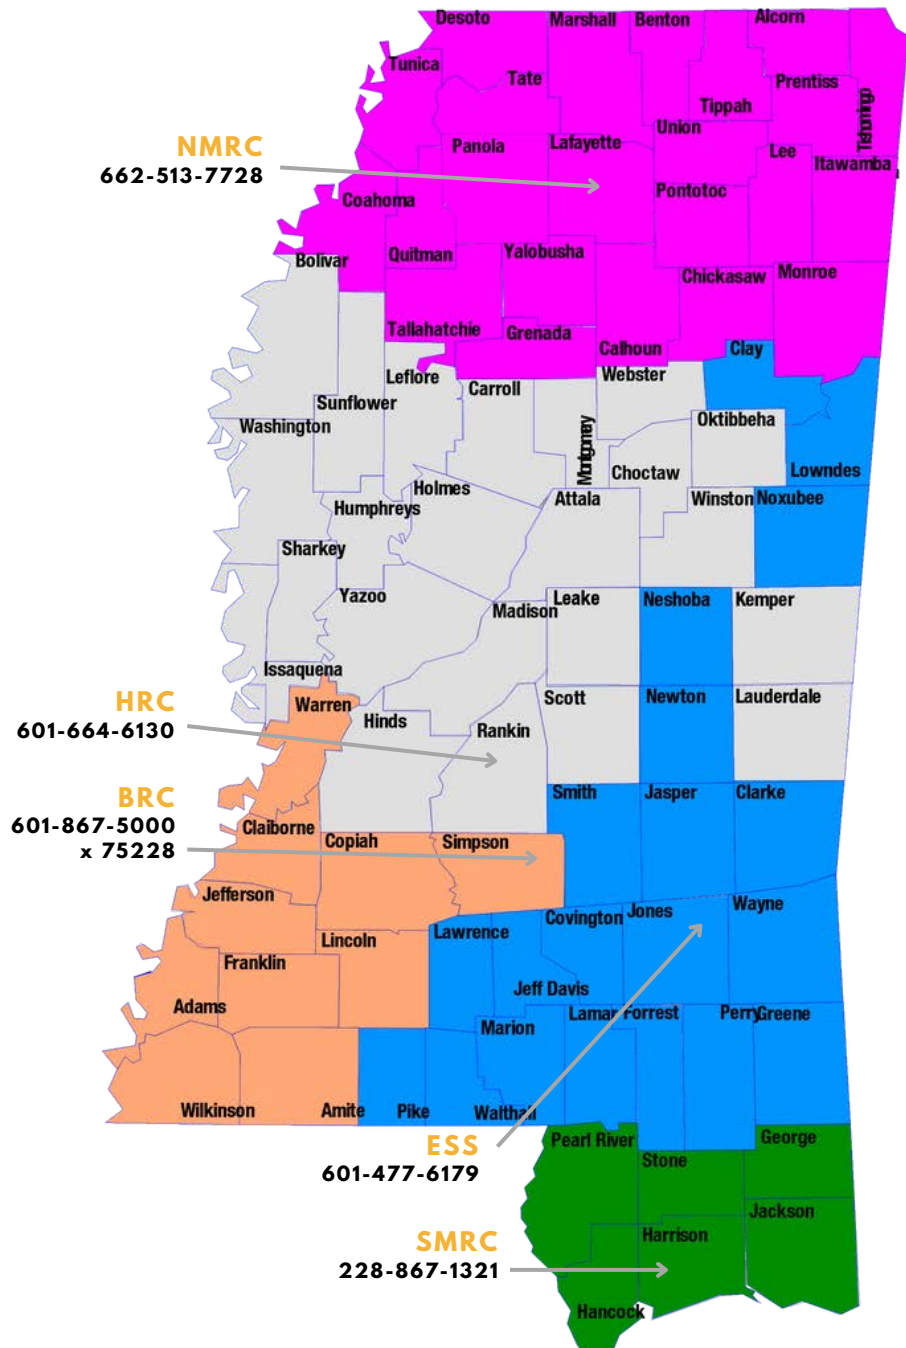 Desoto
Marshall
Benton
Alcorn
Tunica
Tate
Tippah
Prentiss
Tishomingo
NMRC
662-513-7728
Panola
Lafayette
Union
Lee
Itawamba
Coahoma
Pontotoc
Bolivar
Quitman
Yalobusha
Chickasaw
Monroe
Tallahatchie
Grenada
Calhoun
Clay
Leflore
Carroll
Webster
Sunflower
Washington
Montgomey
Choctaw
Oktibbeha
Lowndes
Humphreys
Holmes
Attala
Winston
Noxubee
Sharkey
Yazoo
Madison
Leake
Neshoba
Kemper
Issaquena
HRC
601-664-6130
Warren
Hinds
Rankin
Scott
Newton
Lauderdale
BRC
601-867-5000
x 75228
Claiborne
Copiah
Simpson
Smith
Jasper
Clarke
Jefferson
Lincoln
Lawrence
Covington
Jones
Wayne
Franklin
Adams
Jeff Davis
Marion
Lamar
Forrest
Perry
Greene
Wilkinson
Amite
Pike
Walthall
ESS
601-477-6179
Pearl River
Stone
George
SMRC
228-867-1321
Harrison
Jackson
Hancock